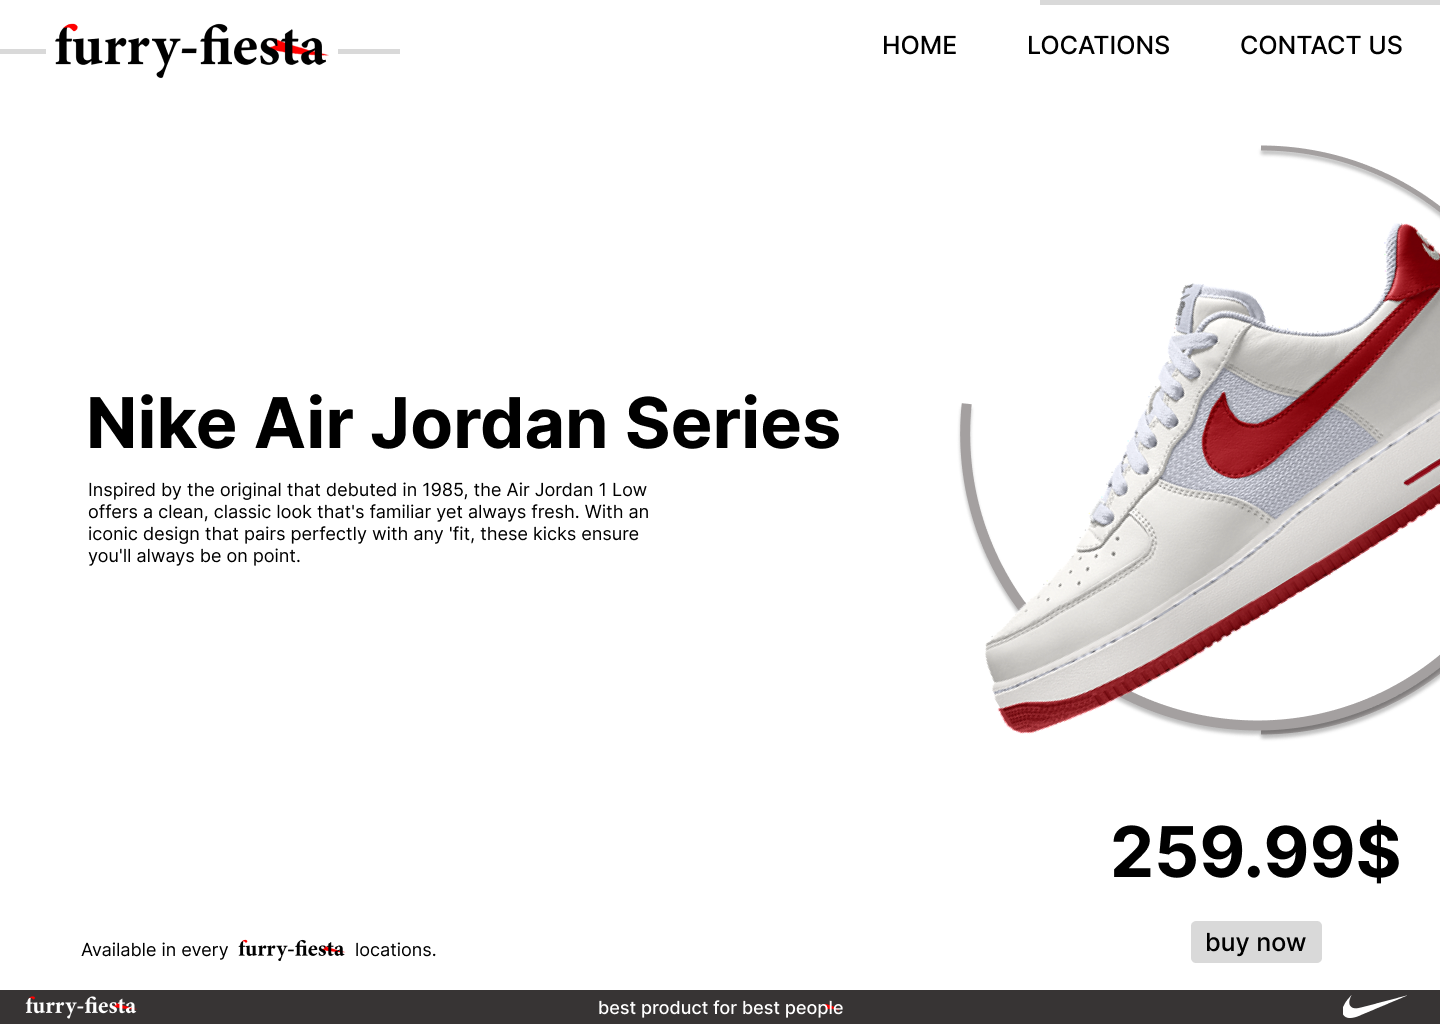 furry-fiesta
HOME
LOCATIONS
CONTACT US
Nike Air Jordan Series
Inspired by the original that debuted in 1985, the Air Jordan 1 Low
offers a clean, classic look that's familiar yet always fresh. With an
iconic design that pairs perfectly with any 'fit, these kicks ensure
you'll always be on point.
259.99$
buy now
Available in every furry-fiesta locations.
furry-fiesta
best product for best people